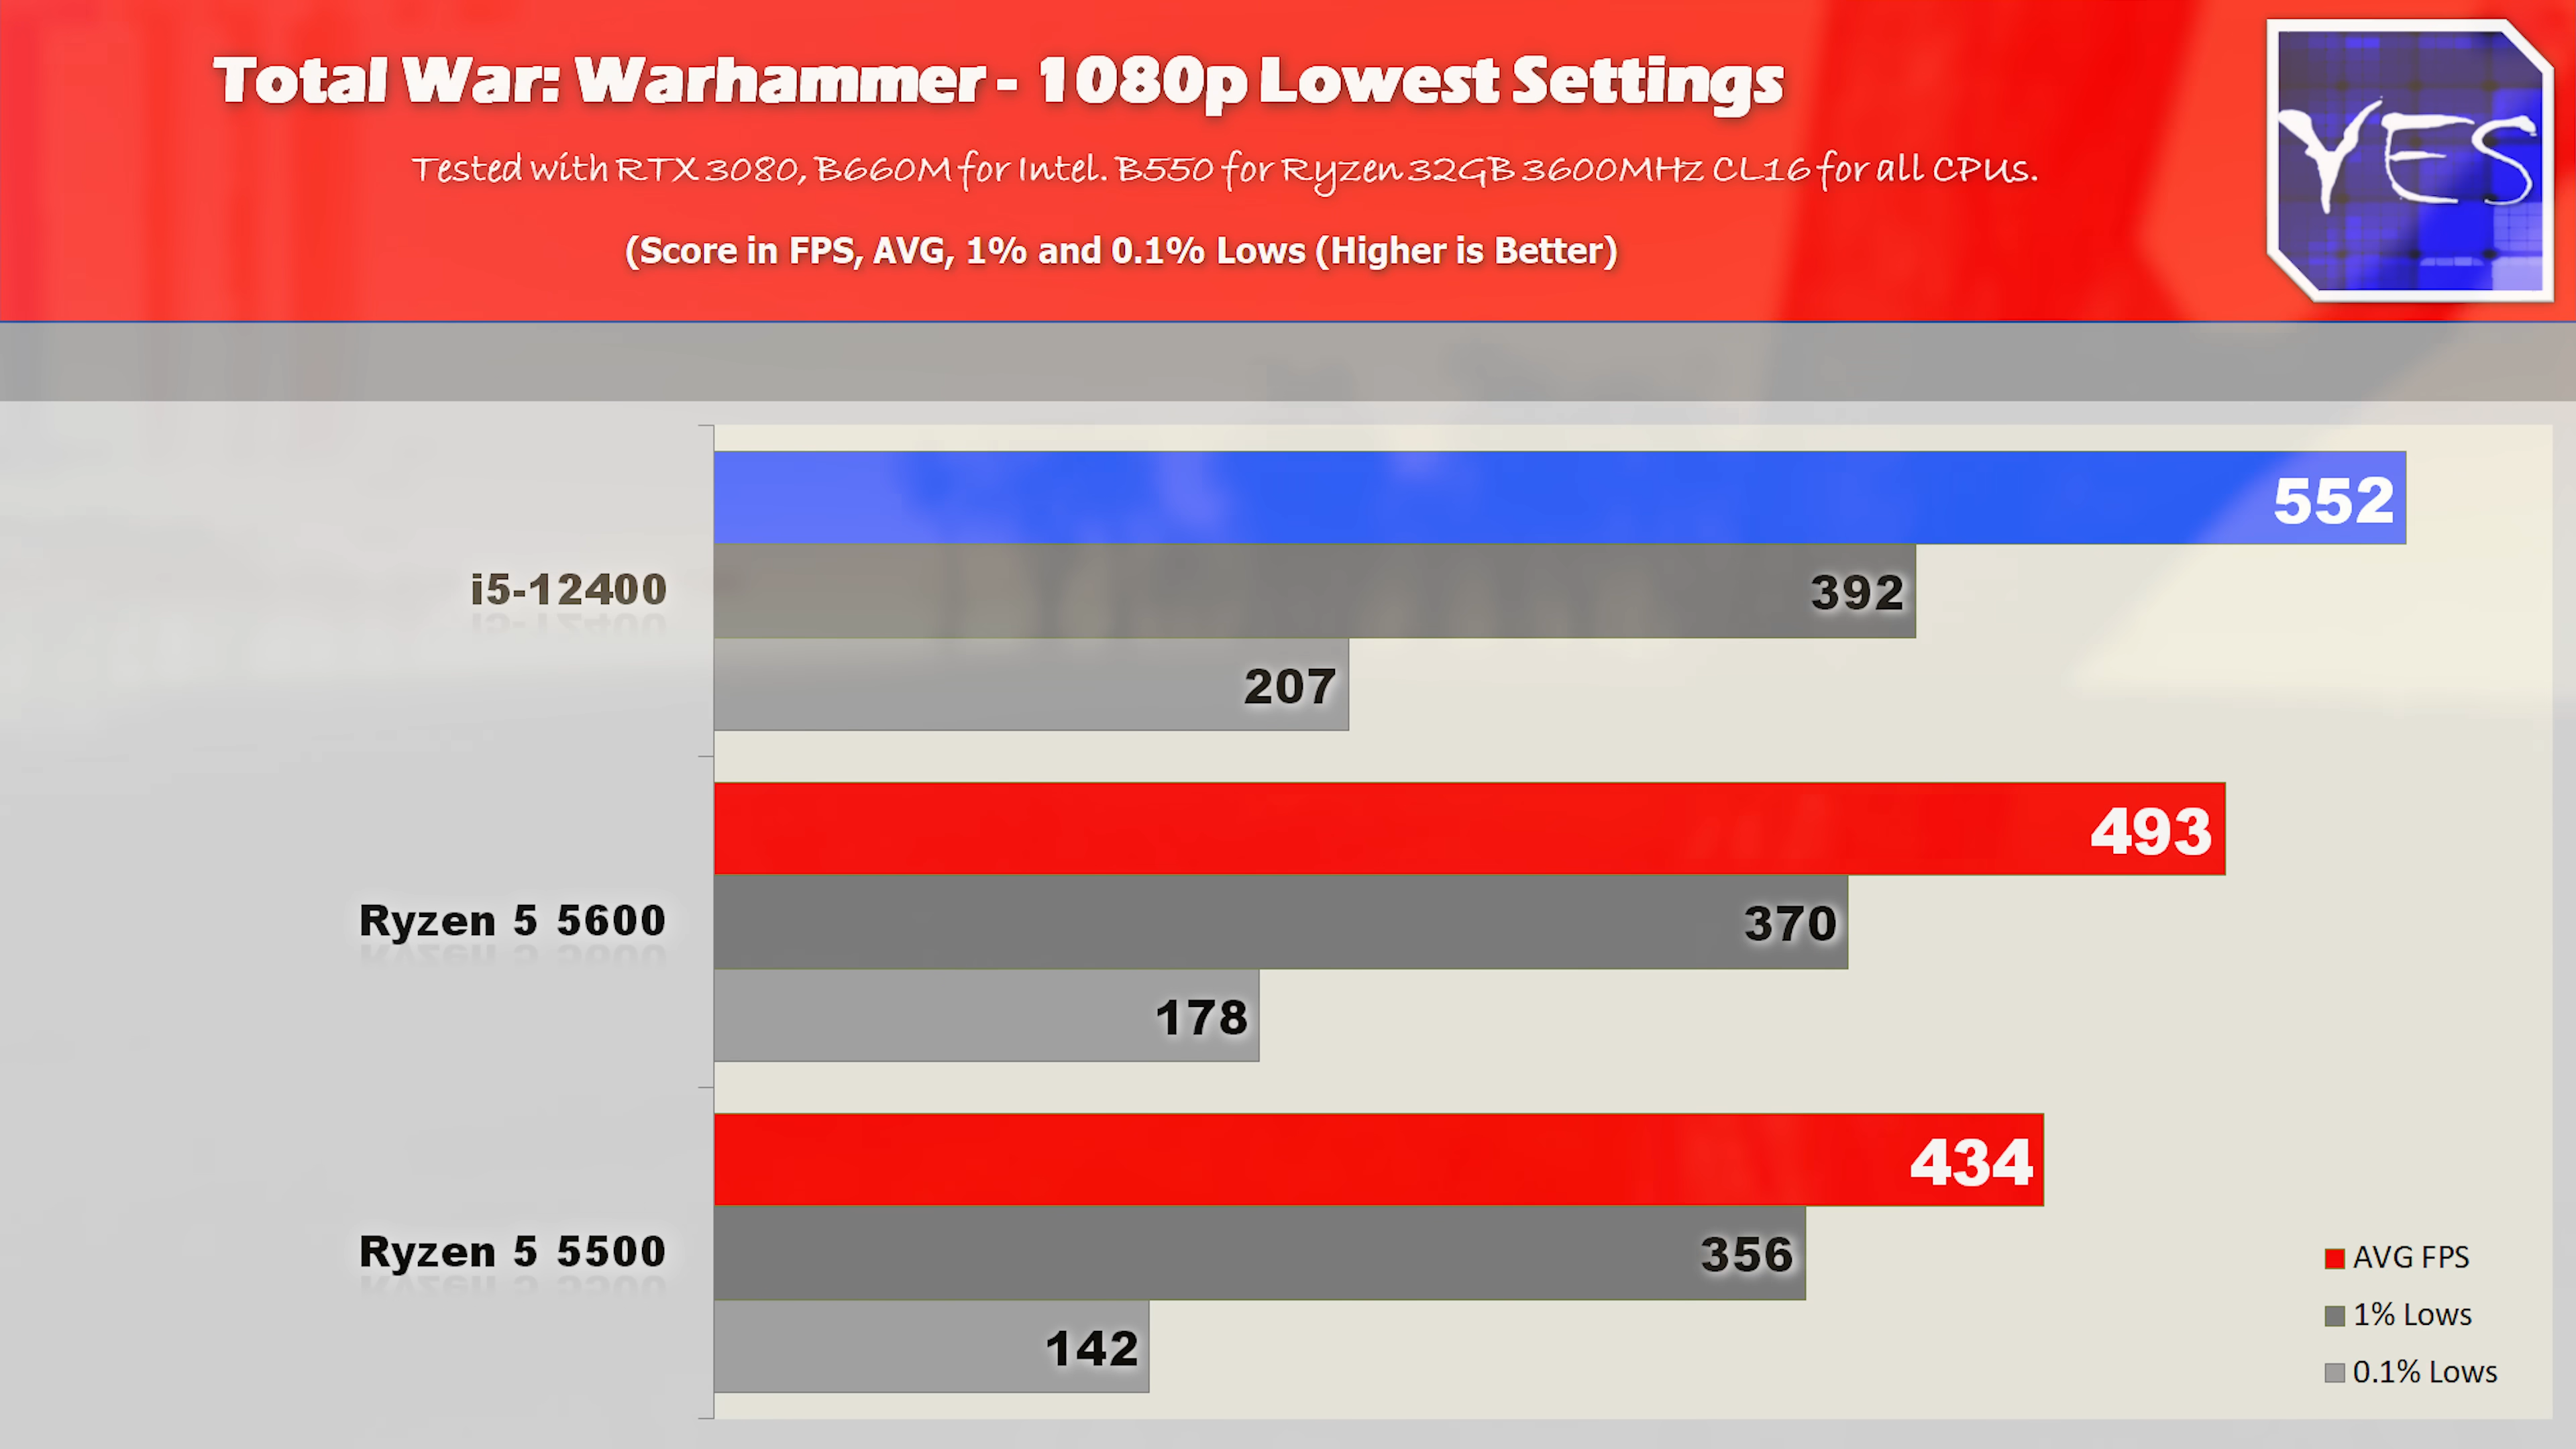 Total War: Warhammer - 1080p Lowest Settings
YES
Tested with RTX 3080, B660M for Intel. B550 for Ryzen 32GB 3600MHz CL16 for all CPUs.
(Score in FPS, AVG, 1% and 0.1% Lows (Higher is Better)
552
i5-12400
392
207
493
Ryzen 5 5600
370
178
434
Ryzen 5 5500
356
142
AVG FPS
1% Lows
0.1% Lows